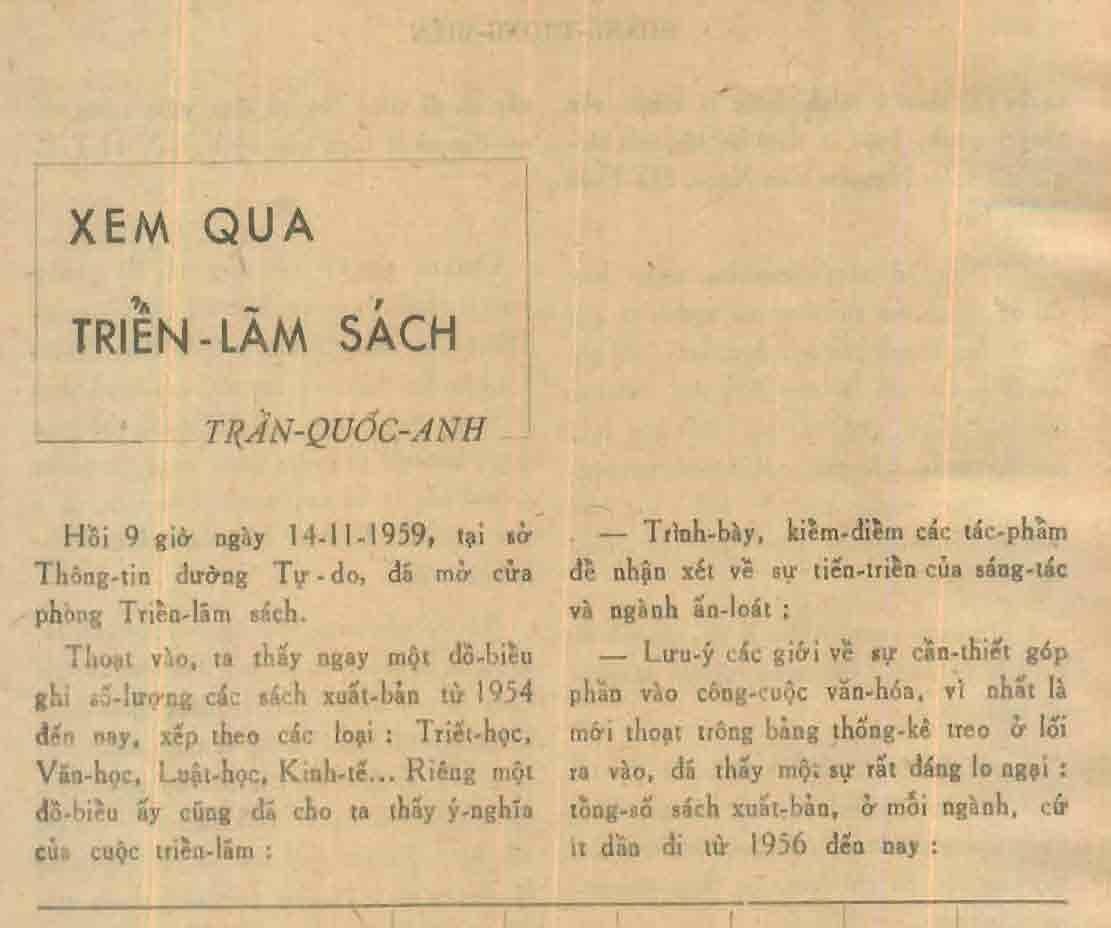 XEM QUA
TRIỂN-LÃM SÁCH
TRẦN-QUỐC-ANH
Hồi 9 giờ ngày 14-11-1959, tại sở
Thông-tin đường Tự-do, đã mở cửa
phòng Triển-lãm sách.
Thoạt vào, ta thấy ngay một đồ-biểu
ghi số-lượng các sách xuất-bản từ 1954
đến nay, xếp theo các loại : Triết-học,
Văn-học, Luật-học, Kinh-tế... Riêng một
đồ-biểu ấy cũng đã cho ta thấy ý-nghĩa
của cuộc triển-lãm :
— Trình-bày, kiểm-điểm các tác-phẩm
để nhận xét về sự tiến-triển của sáng-tác
và ngành ấn-loát ;
— Lưu-ý các giới về sự cần-thiết góp
phần vào công-cuộc văn-hóa, vì nhất là
mới thoạt trông bảng thống-kê treo ở lối
ra vào, đã thấy một sự rất đáng lo ngại :
tổng-số sách xuất-bản, ở mỗi ngành, cứ
ít dần đi từ 1956 đến nay :